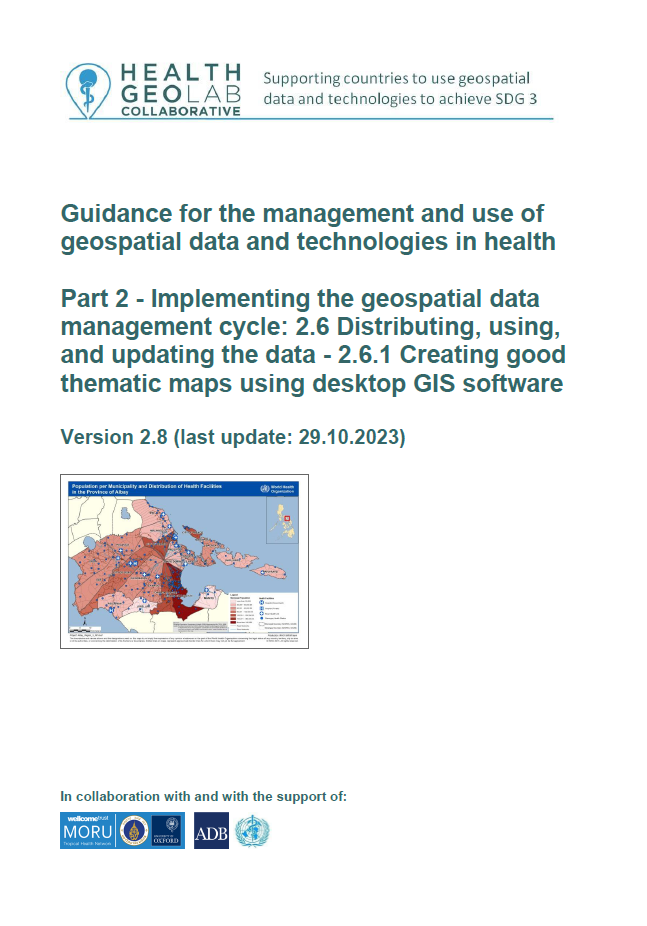 HEALTH
GEOLAB
COLLABORATIVE
Supporting countries to use geospatial
data and technologies to achieve SDG 3
Guidance for the management and use of
geospatial data and technologies in health
Part 2 - Implementing the geospatial data
management cycle: 2.6 Distributing, using,
and updating the data - 2.6.1 Creating good
thematic maps using desktop GIS software
Version 2.8 (last update: 29.10.2023)
Population per Municipality and Distribution of Health Facilities
in the Province of Albay
World Health
Organization
In collaboration with and with the support of:
wellcometrust
MORU
Tropical Health Network
UNIVERSITY OF
OXFORD
ADB